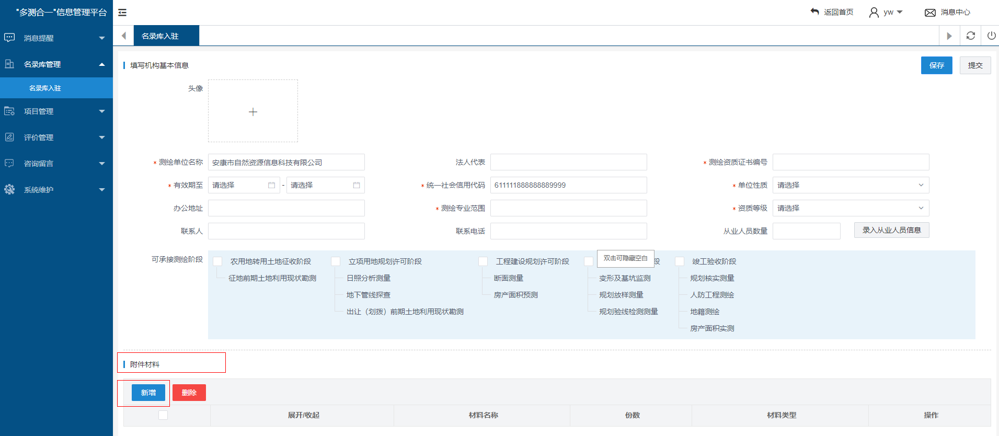 "多测合一"信息管理平台
返回首页
yw
消息中心
消息提醒
名录库管理
名录库入驻
项目管理
评价管理
咨询留言
系统维护
名录库入驻
填写机构基本信息
保存
提交
头像
* 测绘单位名称 安康市自然资源信息科技有限公司
法人代表
* 测绘资质证书编号
* 有效期至 请选择 - 请选择
* 统一社会信用代码 611111888888889999
* 单位性质 请选择
办公地址
* 测绘专业范围
* 资质等级 请选择
联系人
联系电话
从业人员数量
录入从业人员信息
可承接测绘阶段
农用地转用土地征收阶段
征地前期土地利用现状勘测
立项用地规划许可阶段
日照分析测量
地下管线探查
出让（划拨）前期土地利用现状勘测
工程建设规划许可阶段
断面测量
房产面积预测
双击可隐藏空白
段
变形及基坑监测
规划放样测量
规划验线检测测量
竣工验收阶段
规划核实测量
人防工程测绘
地籍测绘
房产面积实测
附件材料
新增
删除
展开/收起
材料名称
份数
材料类型
操作